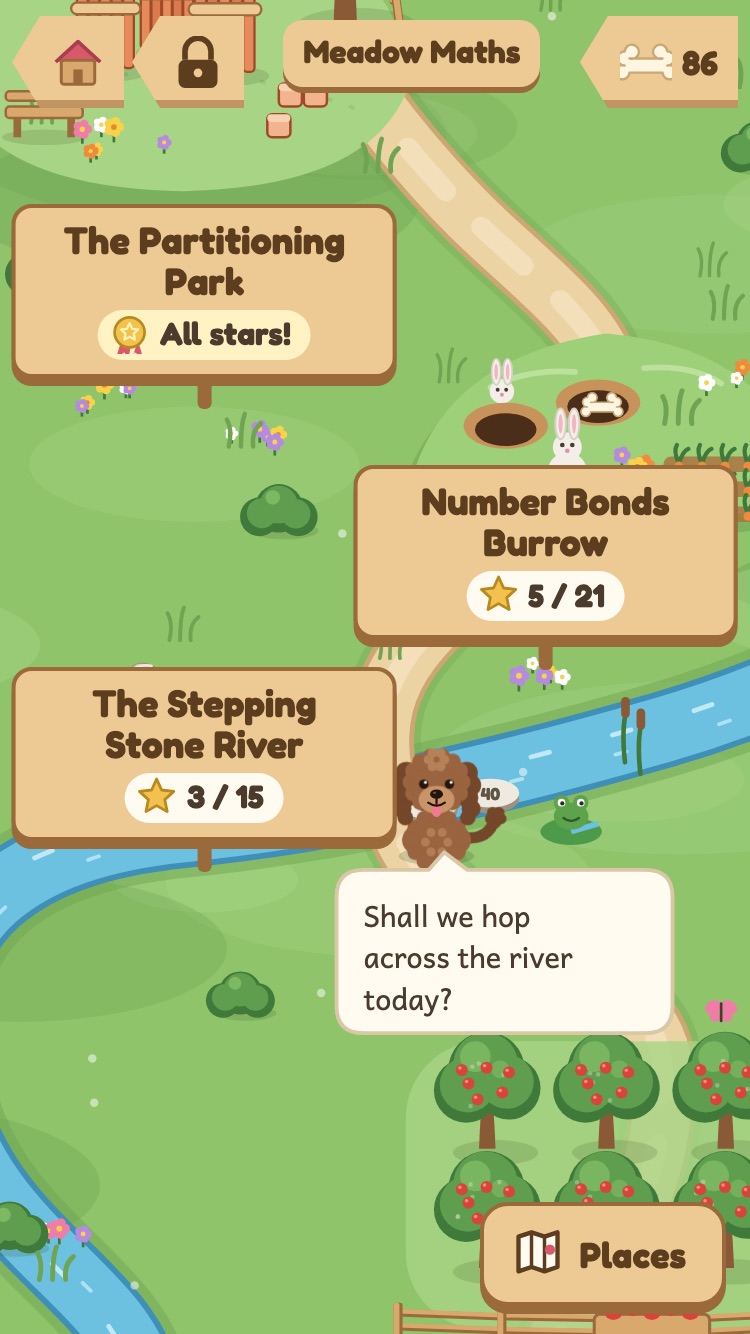 Meadow Maths
86
The Partitioning
Park
All stars!
Number Bonds
Burrow
5 / 21
The Stepping
Stone River
3 / 15
40
Shall we hop
across the river
today?
Places